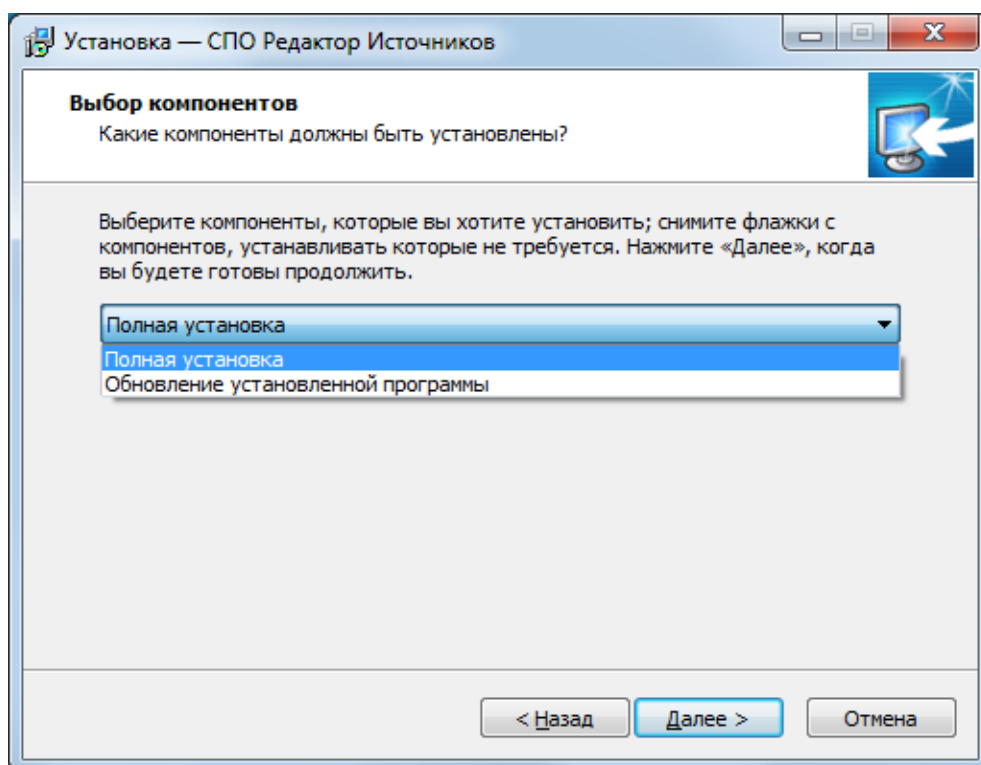 Установка — СПО Редактор Источников
Выбор компонентов
Какие компоненты должны быть установлены?
Выберите компоненты, которые вы хотите установить; снимите флажки с
компонентов, устанавливать которые не требуется. Нажмите «Далее», когда
вы будете готовы продолжить.
Полная установка
Полная установка
Обновление установленной программы
< Назад
Далее >
Отмена